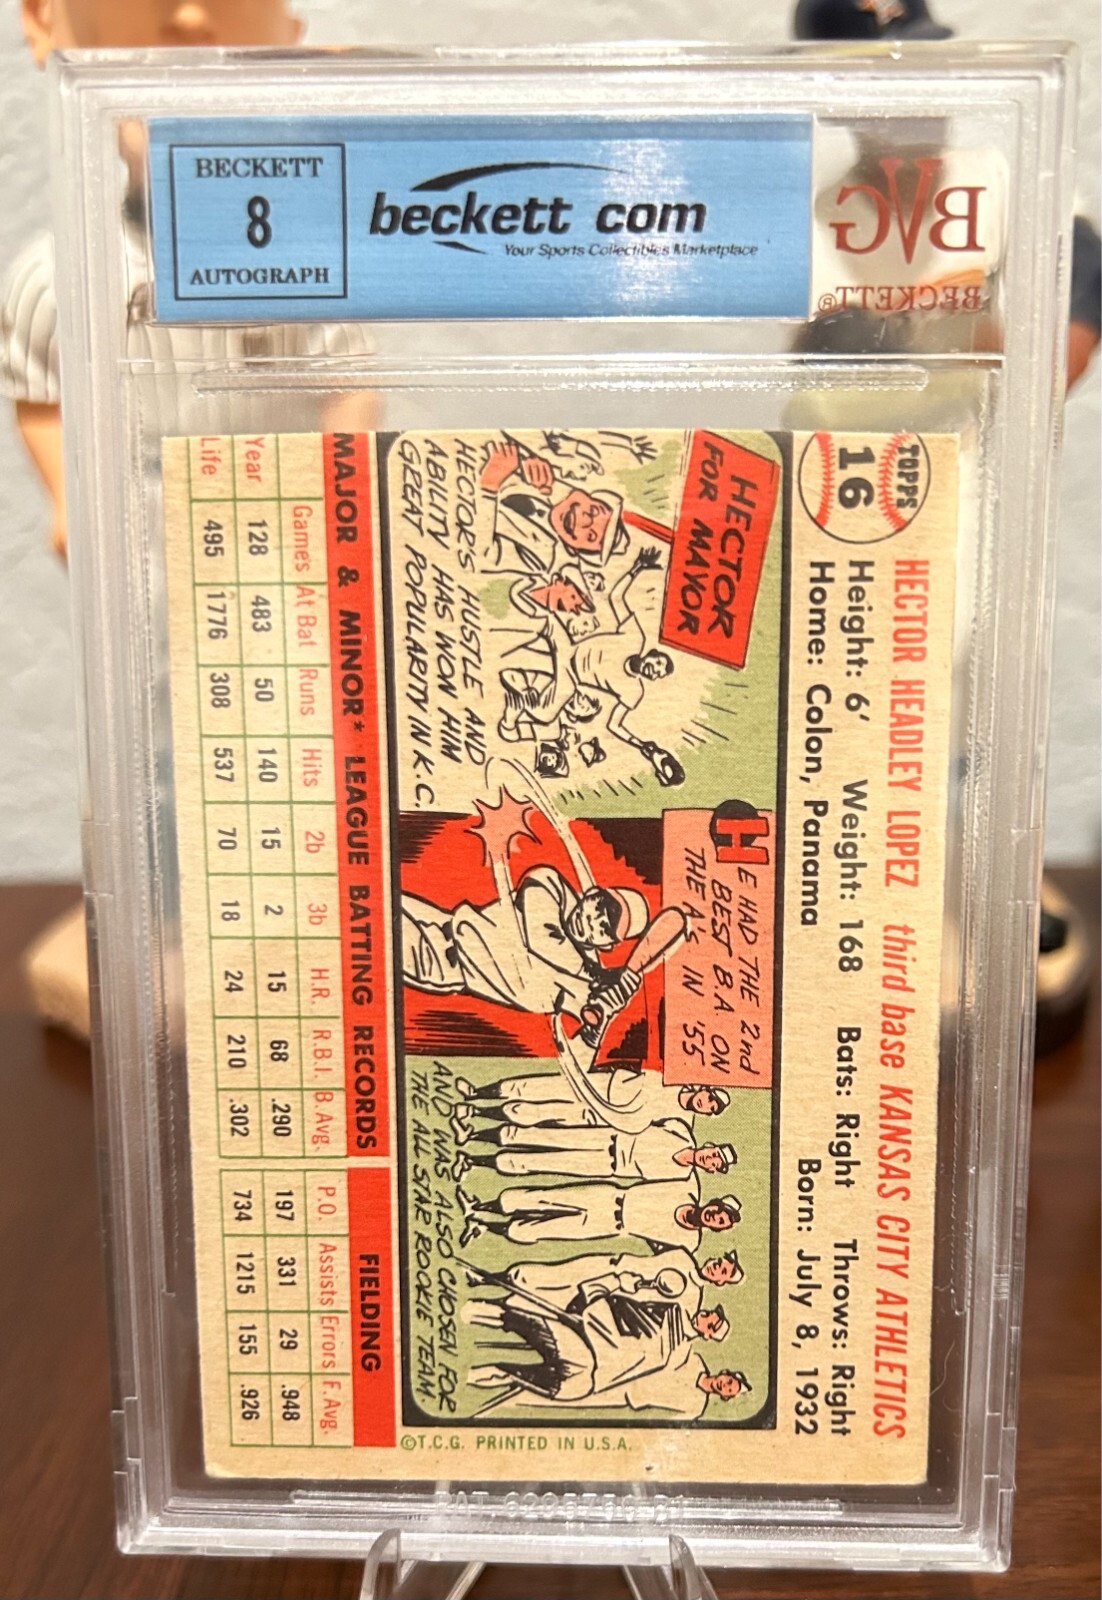 BECKETT
8
AUTOGRAPH
beckett com
Your Sports Collectibles Marketplace
BVG
BECKETT®
TOPPS
16
HECTOR HEADLEY LOPEZ third base KANSAS CITY ATHLETICS
Height: 6' Weight: 168 Bats: Right Throws: Right
Home: Colon, Panama Born: July 8, 1932
HECTOR
FOR MAYOR
HECTOR'S HUSTLE AND
ABILITY HAS WON HIM
GREAT POPULARITY IN K.C.
HE HAD THE 2nd
BEST B.A. ON
THE A's IN '55
AND WAS ALSO CHOSEN FOR
THE ALL STAR ROOKIE TEAM.
MAJOR & MINOR* LEAGUE BATTING RECORDS FIELDING
Games At Bat Runs Hits 2b 3b H.R. R.B.I. B.Avg. P.O. Assists Errors F. Avg.
Year 128 483 50 140 15 2 15 68 .290 197 331 29 .948
Life 495 1776 308 537 70 18 24 210 .302 734 1215 155 .926
©T.C.G. PRINTED IN U.S.A.